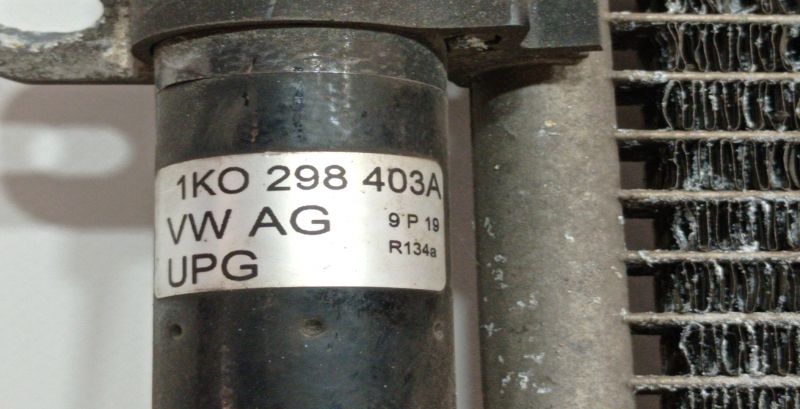 1KO 298 403A
VW AG
9 P 19
R134a
UPG